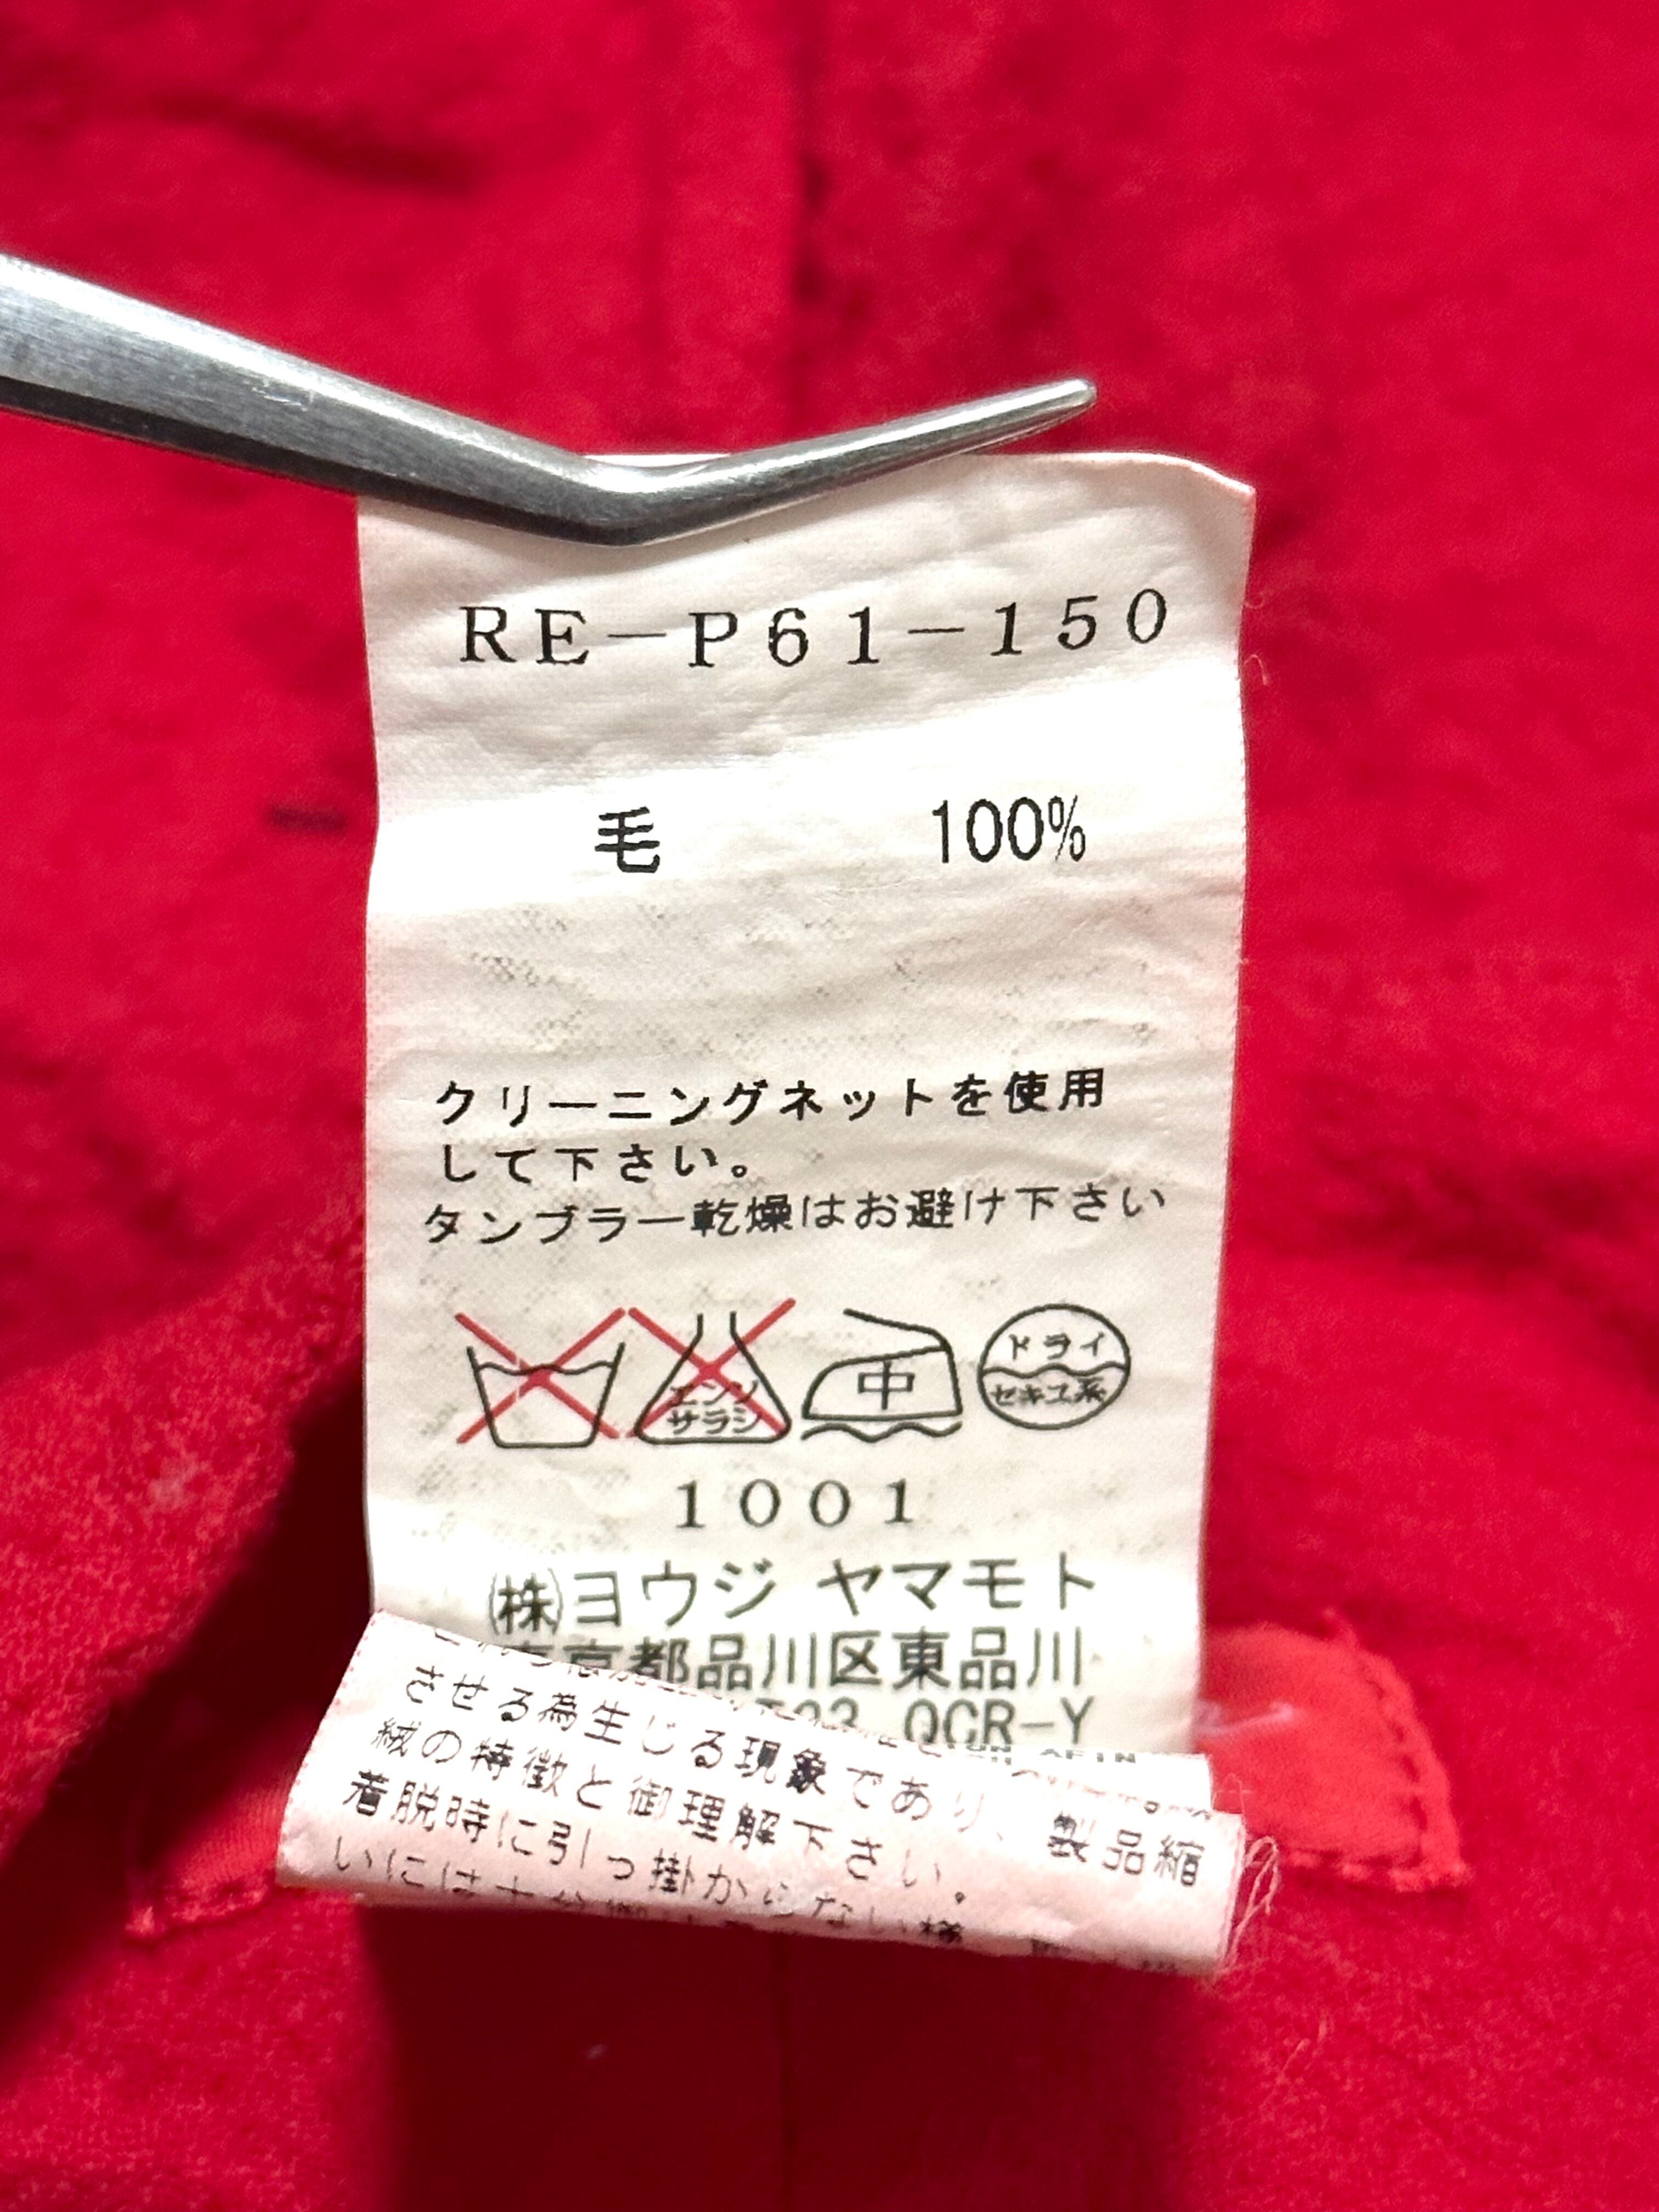 RE-P61-150
毛 100%
クリーニングネットを使用
して下さい。
タンブラー乾燥はお避け下さい
エンソ
サラシ
中
ドライ
セキユ系
1001
㈱ヨウジ ヤマモト
東京都品川区東品川
QCR-Y
させる為生じる現象であり、製品縮
絨の特徴と御理解下さい。
着脱時に引っ掛からない様